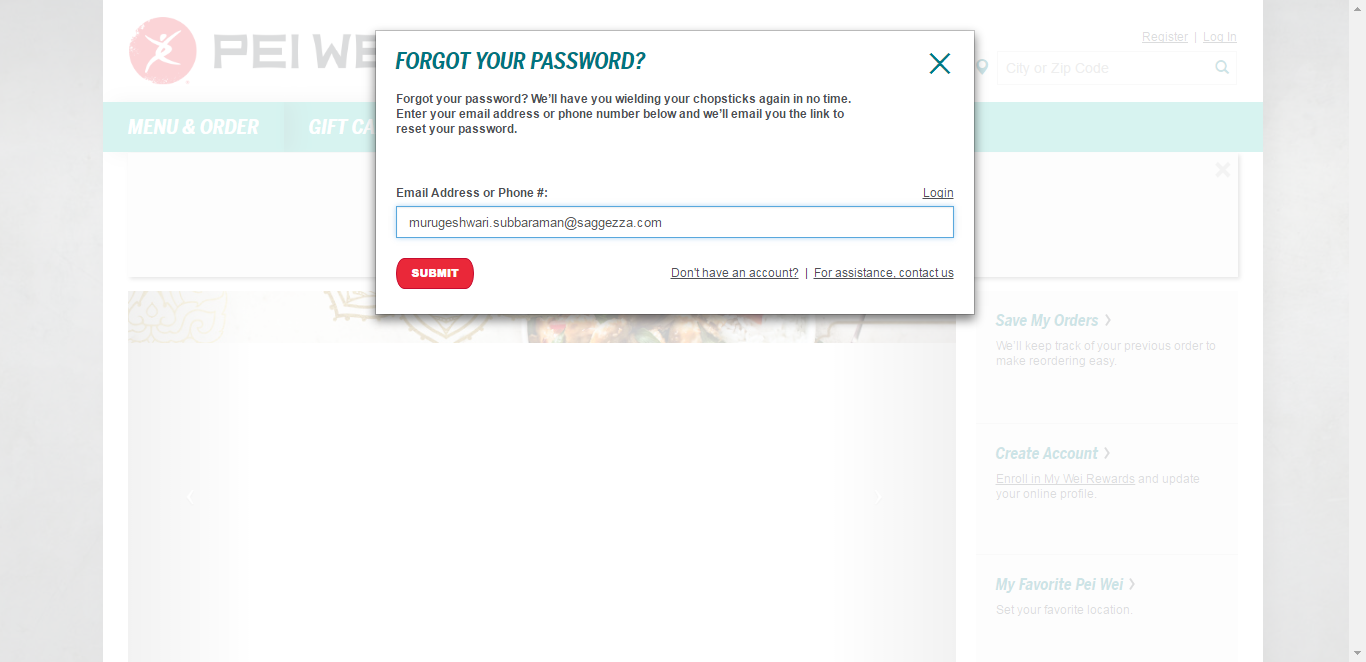 PEI WE
Register | Log In
City or Zip Code
MENU & ORDER
GIFT CA
FORGOT YOUR PASSWORD?
Forgot your password? We'll have you wielding your chopsticks again in no time.
Enter your email address or phone number below and we'll email you the link to
reset your password.
Email Address or Phone #:
Login
murugeshwari.subbaraman@saggezza.com
SUBMIT
Don't have an account? | For assistance, contact us
Save My Orders
We'll keep track of your previous order to
make reordering easy.
Create Account
Enroll in My Wei Rewards and update
your online profile.
My Favorite Pei Wei
Set your favorite location.